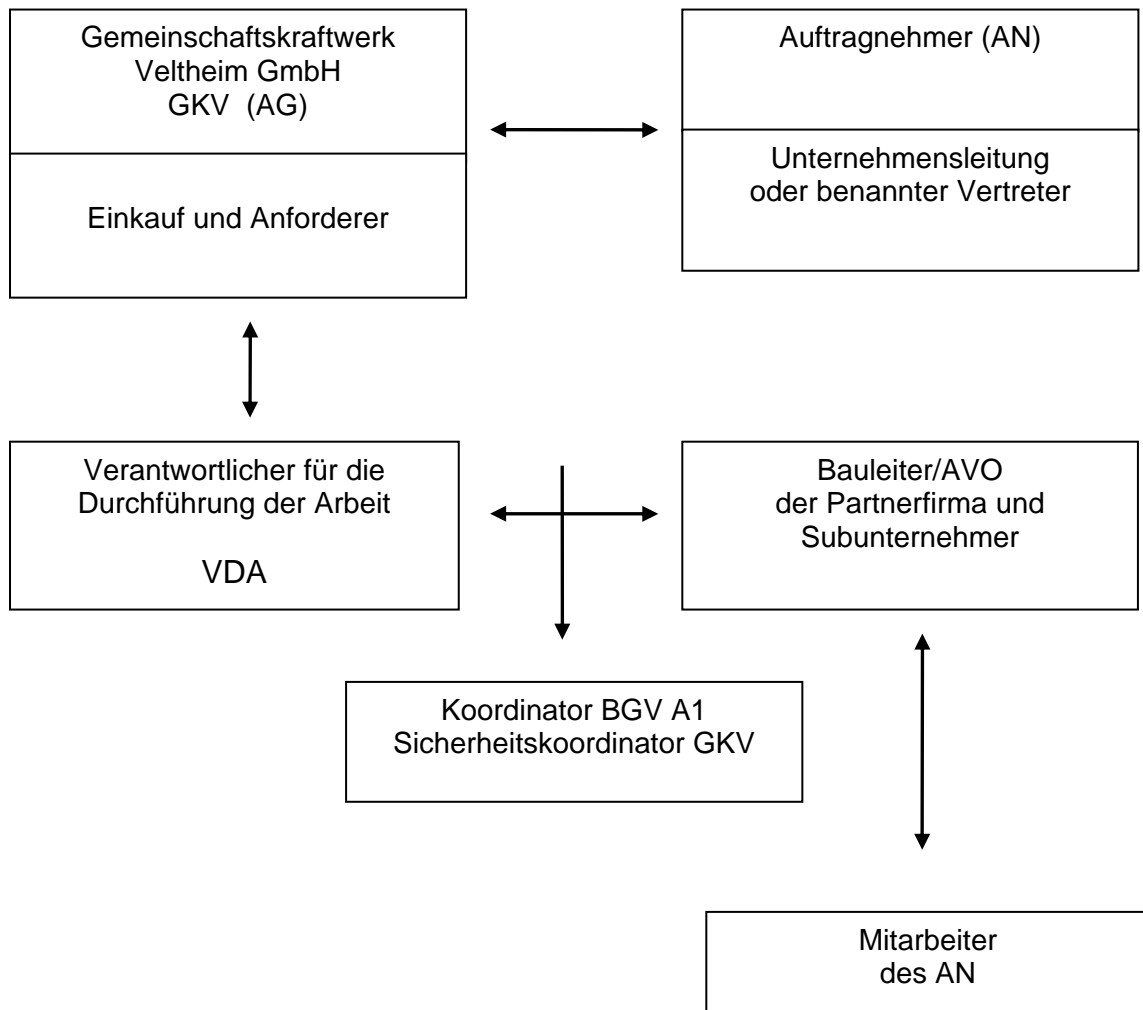 Gemeinschaftskraftwerk
Veltheim GmbH
GKV (AG)
Einkauf und Anforderer
Auftragnehmer (AN)
Unternehmensleitung
oder benannter Vertreter
Verantwortlicher für die
Durchführung der Arbeit
VDA
Bauleiter/AVO
der Partnerfirma und
Subunternehmer
Koordinator BGV A1
Sicherheitskoordinator GKV
Mitarbeiter
des AN